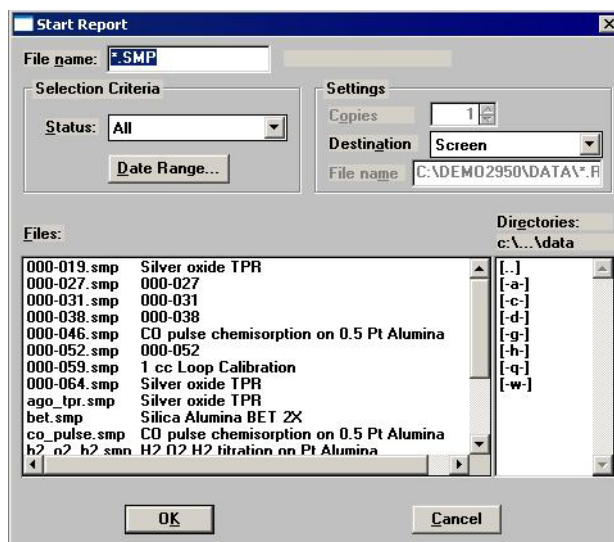 Start Report
File name: *.SMP
Selection Criteria
Status: All
Date Range...
Settings
Copies 1
Destination Screen
File name C:\DEMO2950\DATA\*.R
Files:
Directories:
c:\...\data
000-019.smp Silver oxide TPR
000-027.smp 000-027
000-031.smp 000-031
000-038.smp 000-038
000-046.smp CO pulse chemisorption on 0.5 Pt Alumina
000-052.smp 000-052
000-059.smp 1 cc Loop Calibration
000-064.smp Silver oxide TPR
ago_tpr.smp Silver oxide TPR
bet.smp Silica Alumina BET 2X
co_pulse.smp CO pulse chemisorption on 0.5 Pt Alumina
h2_o2_h2.smp H2 O2 H2 titration on Pt Alumina
[..]
[-a-]
[-c-]
[-d-]
[-g-]
[-h-]
[-q-]
[-w-]
OK
Cancel